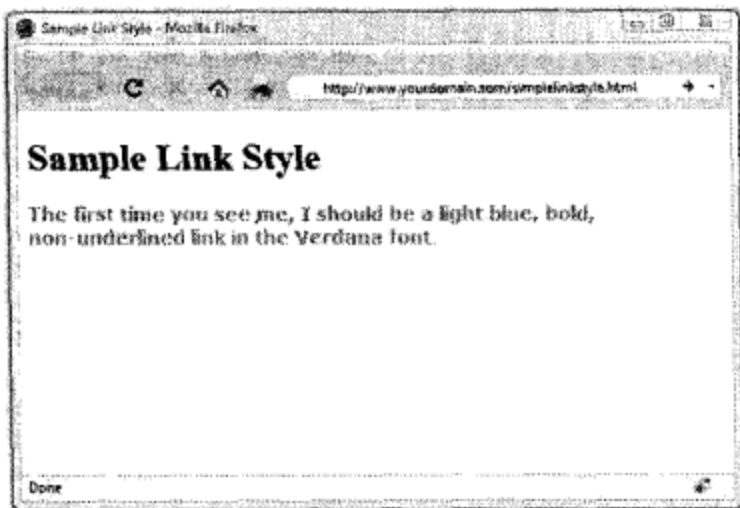 Sample Link Style - Mozilla Firefox
http://www.yourdomain.com/simplelinkstyle.html
Sample Link Style
The first time you see me, I should be a light blue, bold,
non-underlined link in the Verdana font.
Done